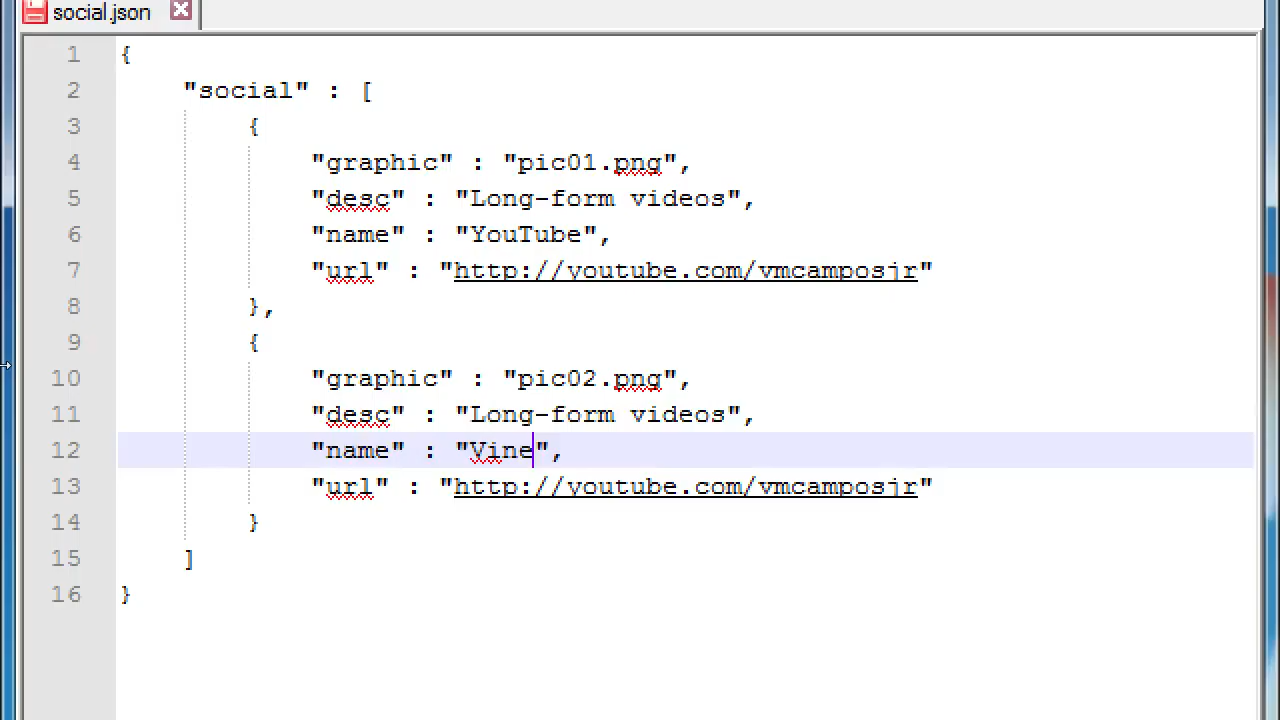 social.json
1 {
2 "social" : [
3 {
4 "graphic" : "pic01.png",
5 "desc" : "Long-form videos",
6 "name" : "YouTube",
7 "url" : "http://youtube.com/vmcamposjr"
8 },
9 {
10 "graphic" : "pic02.png",
11 "desc" : "Long-form videos",
12 "name" : "Vine",
13 "url" : "http://youtube.com/vmcamposjr"
14 }
15 ]
16 }